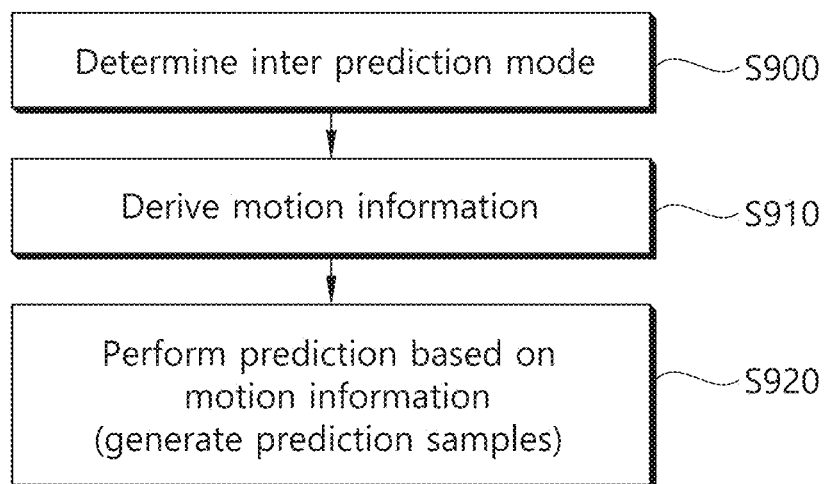 Determine inter prediction mode
S900
Derive motion information
S910
Perform prediction based on
motion information
(generate prediction samples)
S920